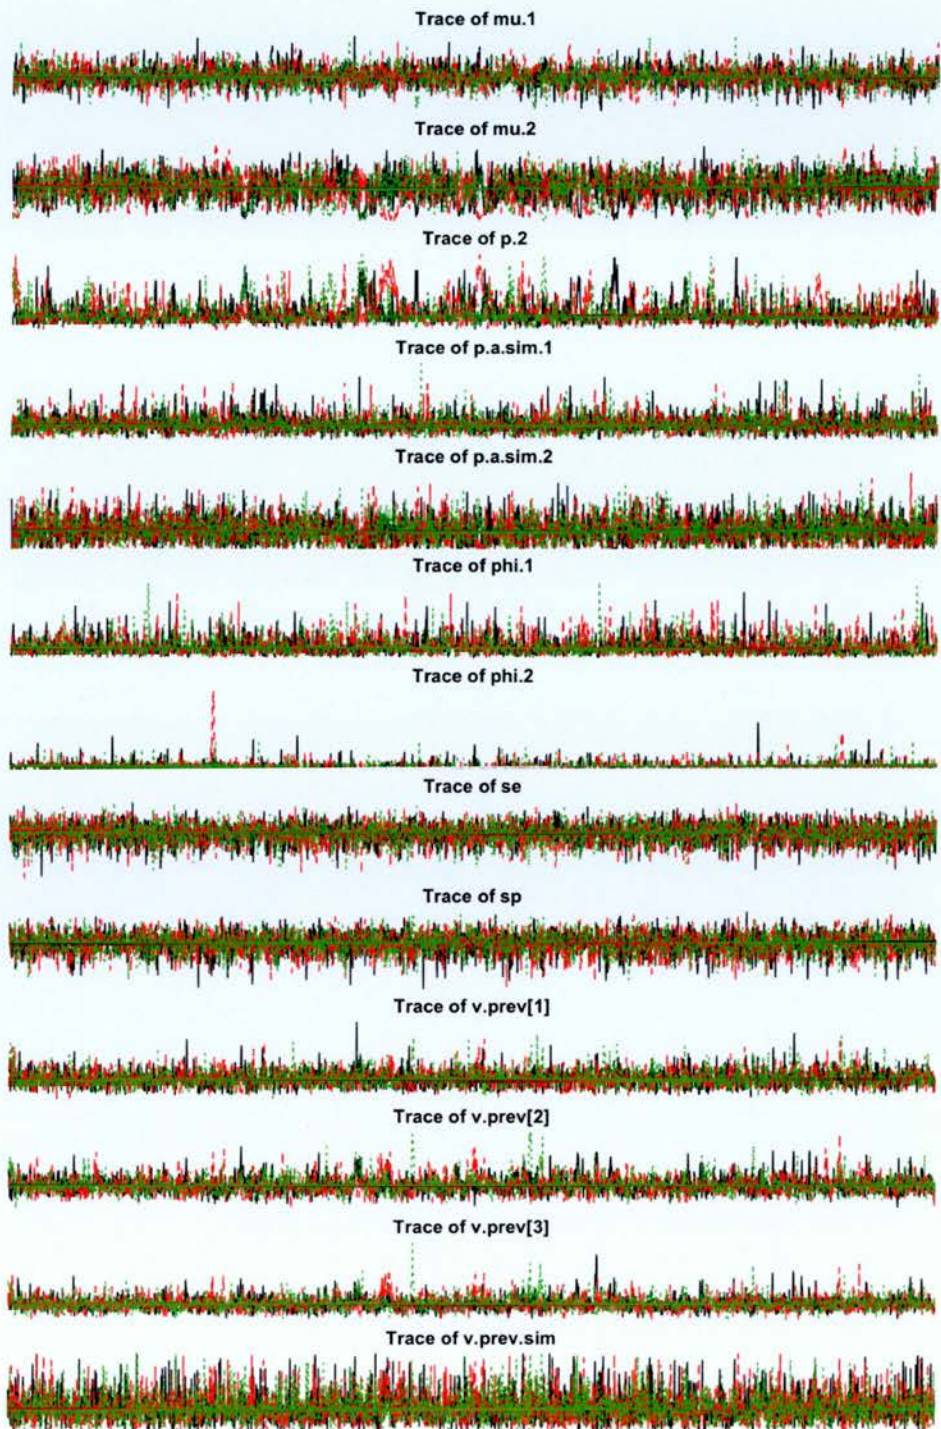 Trace of mu.1
Trace of mu.2
Trace of p.2
Trace of p.a.sim.1
Trace of p.a.sim.2
Trace of phi.1
Trace of phi.2
Trace of se
Trace of sp
Trace of v.prev[1]
Trace of v.prev[2]
Trace of v.prev[3]
Trace of v.prev.sim